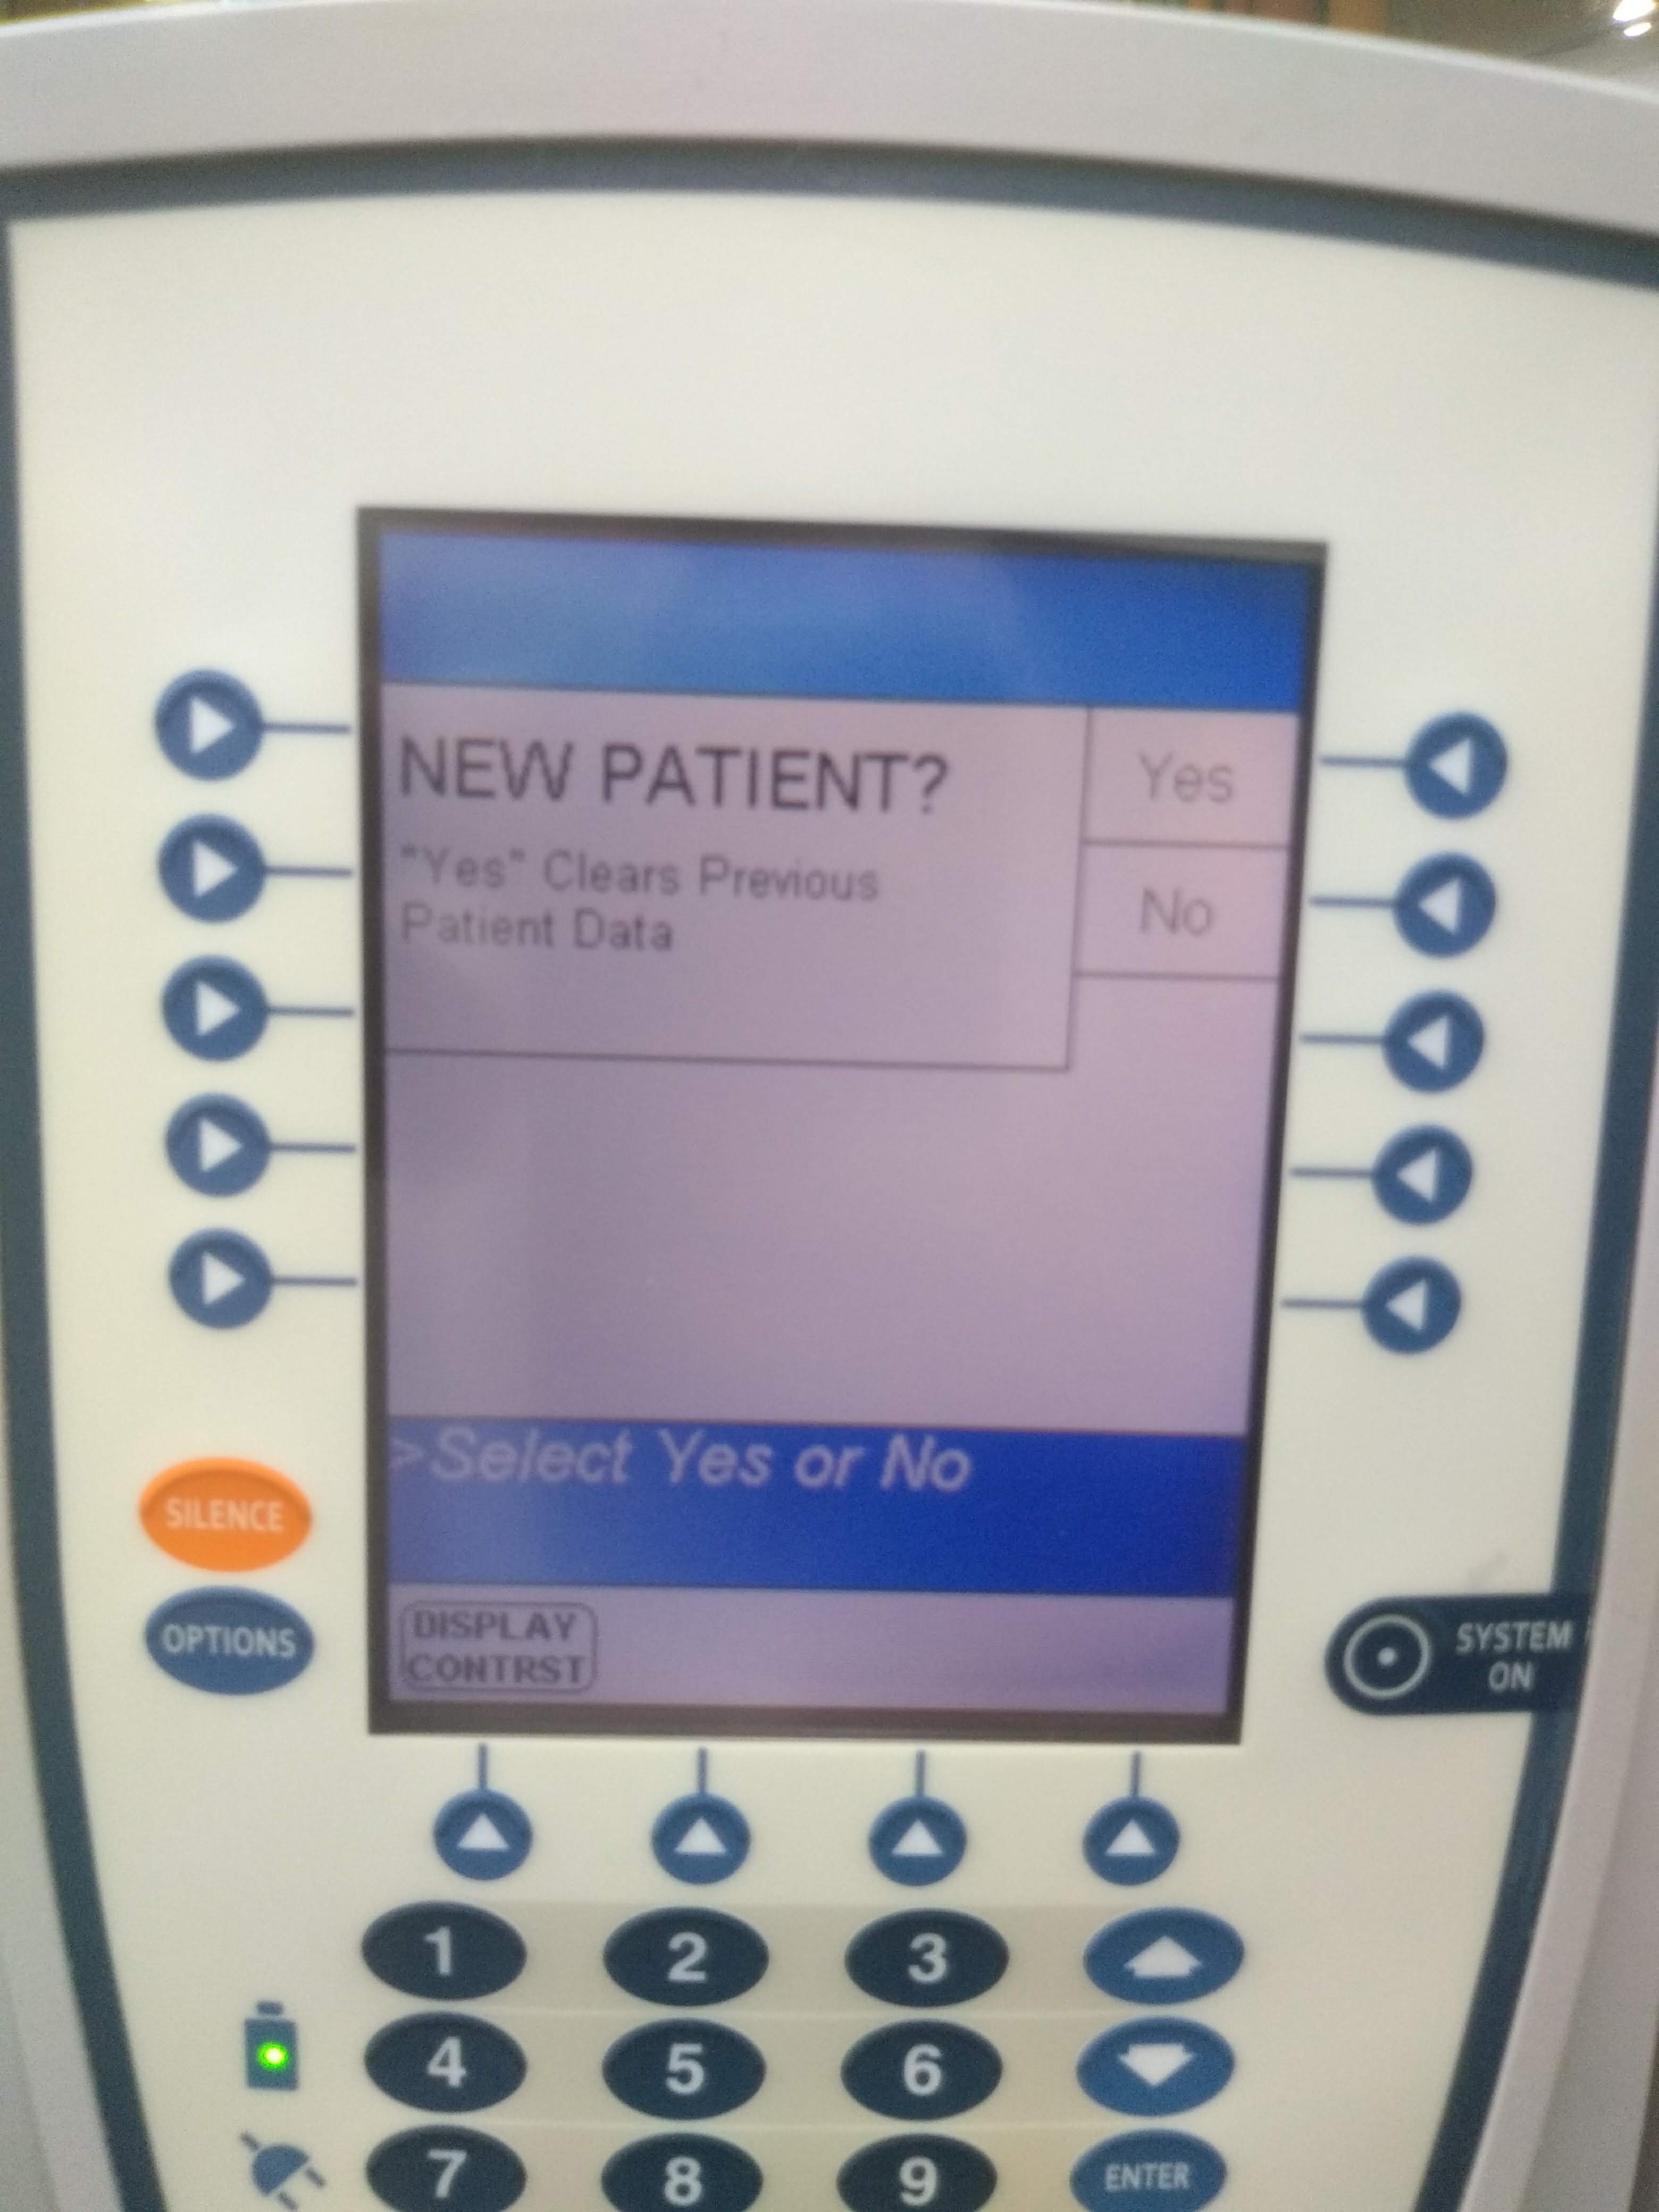 NEW PATIENT?
"Yes" Clears Previous
Patient Data
Yes
No
>Select Yes or No
DISPLAY
CONTRST
SILENCE
OPTIONS
SYSTEM
ON
1 2 3
4 5 6
7 8 9 ENTER